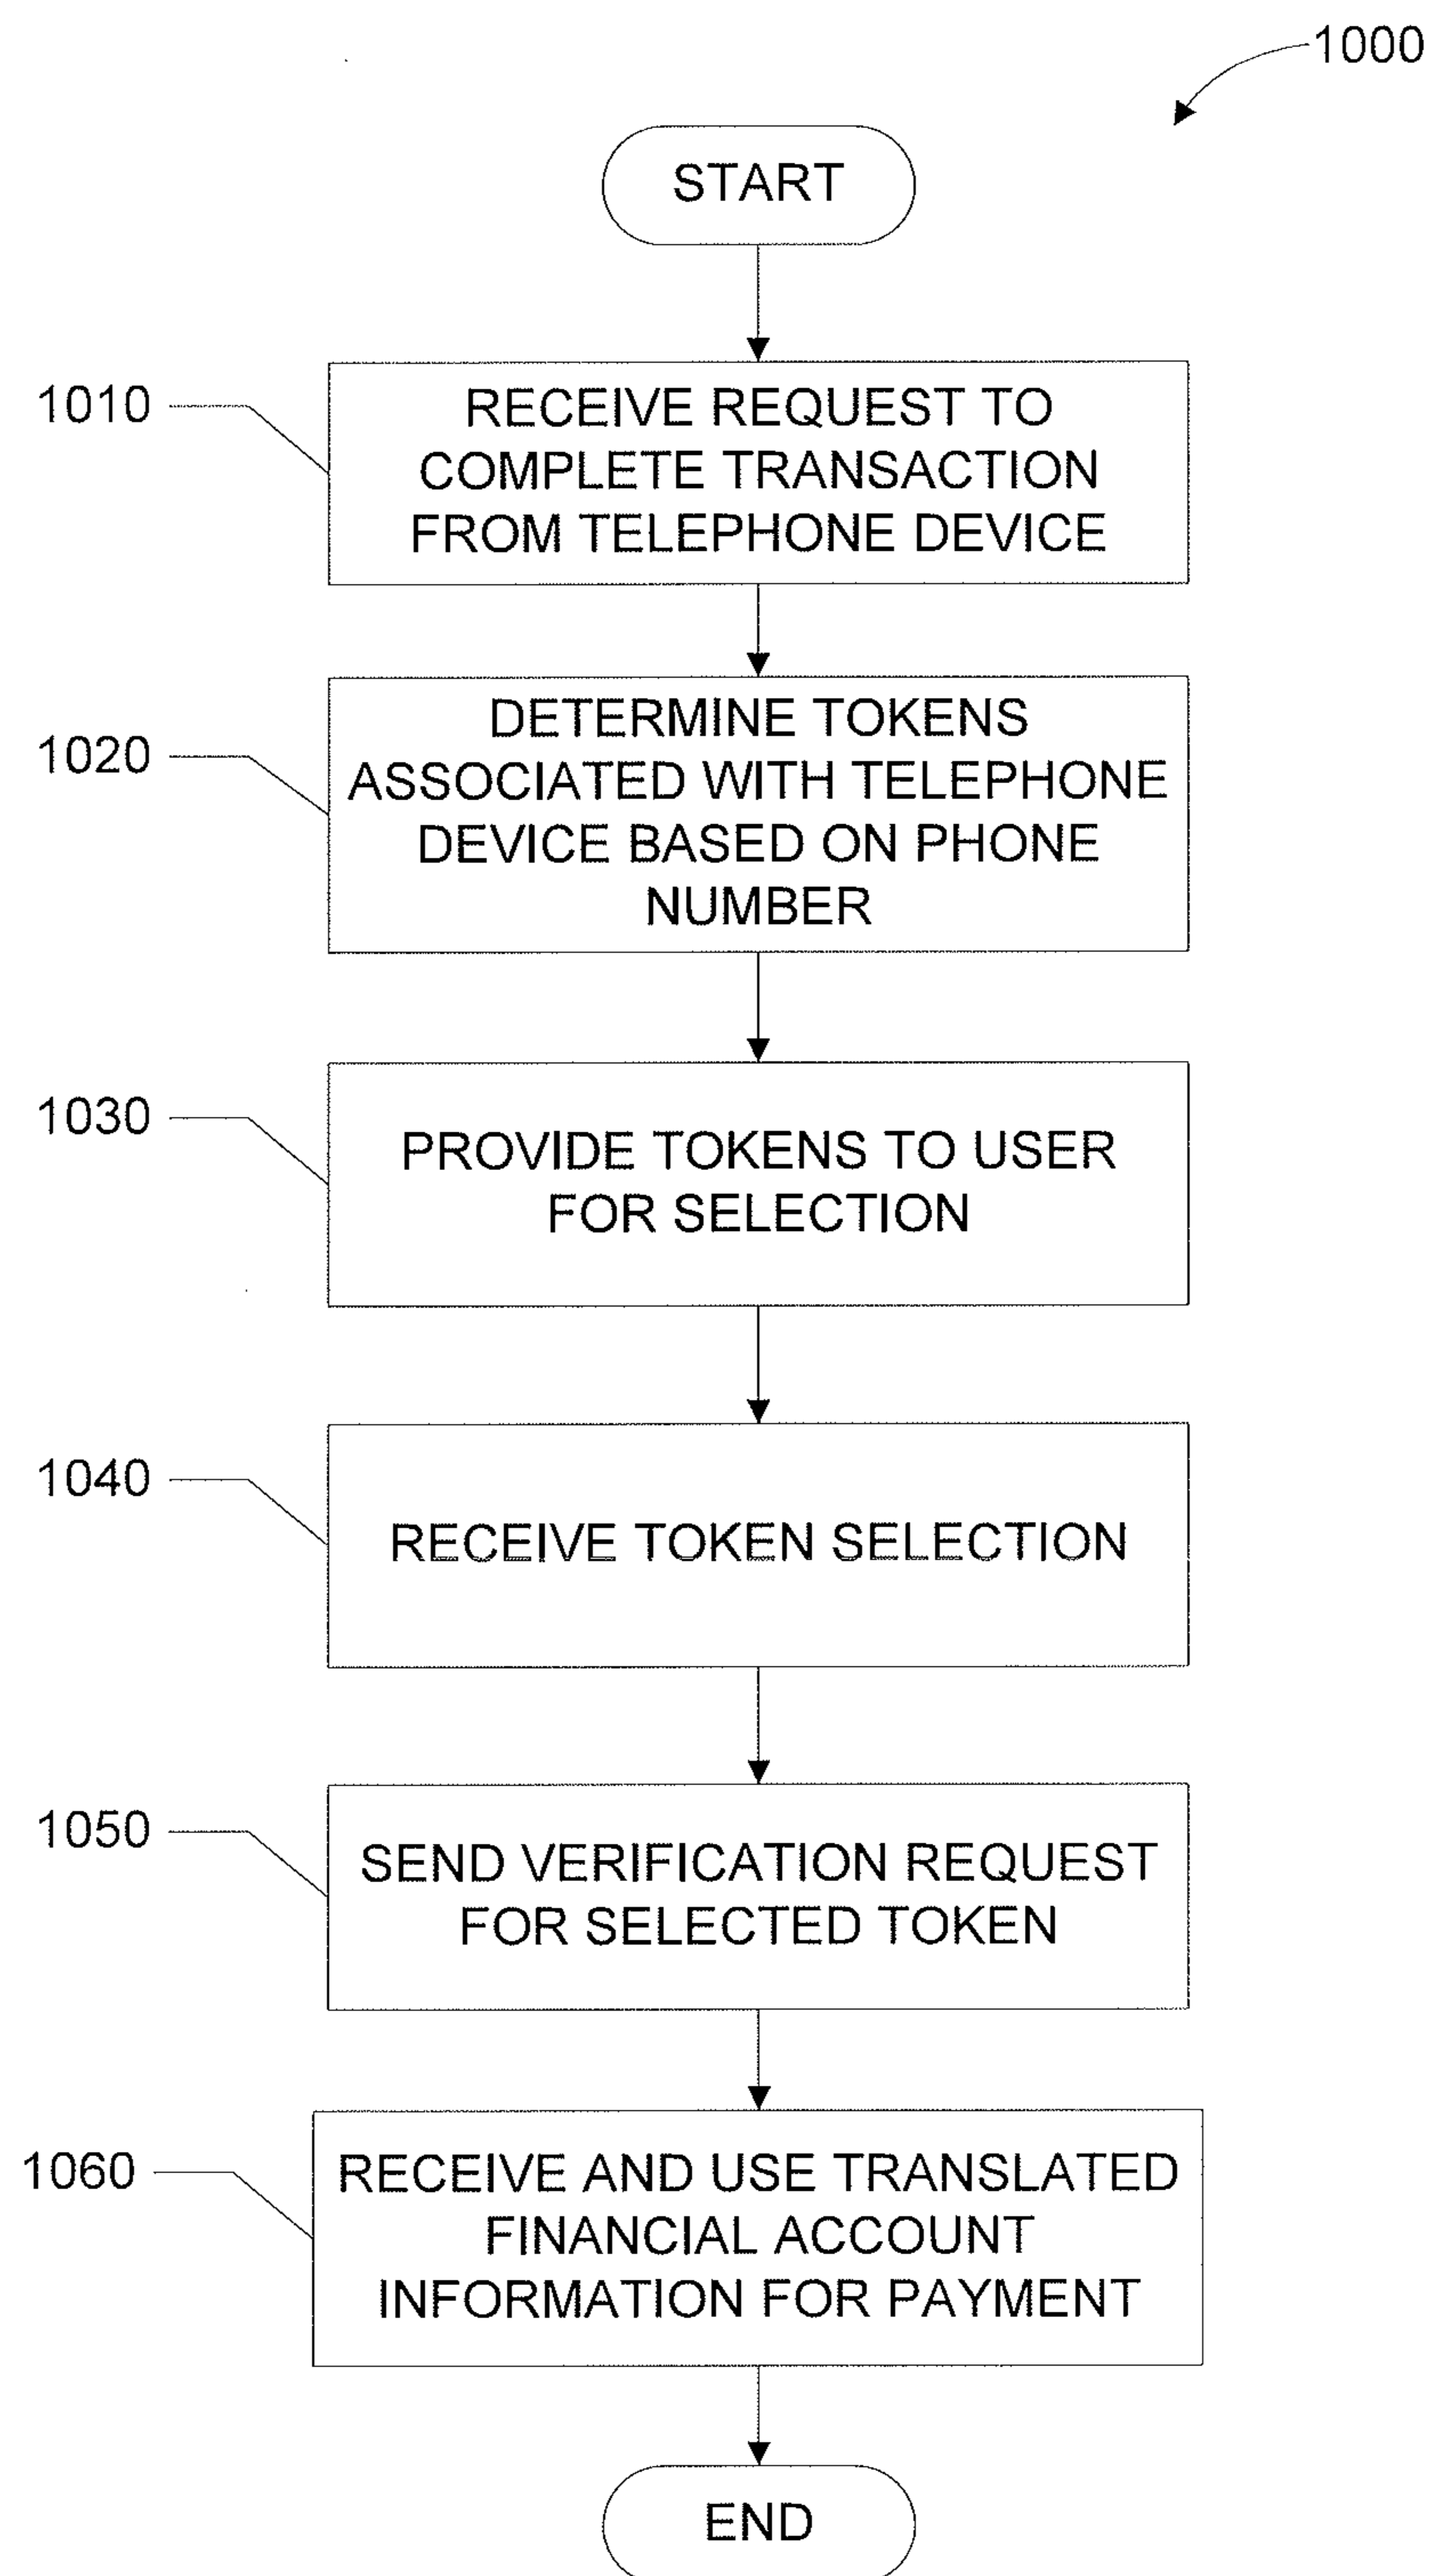 1000
START
1010
RECEIVE REQUEST TO
COMPLETE TRANSACTION
FROM TELEPHONE DEVICE
1020
DETERMINE TOKENS
ASSOCIATED WITH TELEPHONE
DEVICE BASED ON PHONE
NUMBER
1030
PROVIDE TOKENS TO USER
FOR SELECTION
1040
RECEIVE TOKEN SELECTION
1050
SEND VERIFICATION REQUEST
FOR SELECTED TOKEN
1060
RECEIVE AND USE TRANSLATED
FINANCIAL ACCOUNT
INFORMATION FOR PAYMENT
END